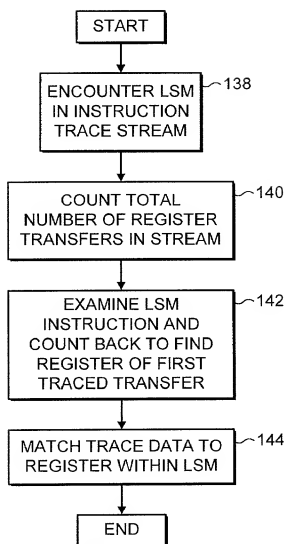 START
ENCOUNTER LSM
IN INSTRUCTION
TRACE STREAM
138
COUNT TOTAL
NUMBER OF REGISTER
TRANSFERS IN STREAM
140
EXAMINE LSM
INSTRUCTION AND
COUNT BACK TO FIND
REGISTER OF FIRST
TRACED TRANSFER
142
MATCH TRACE DATA TO
REGISTER WITHIN LSM
144
END